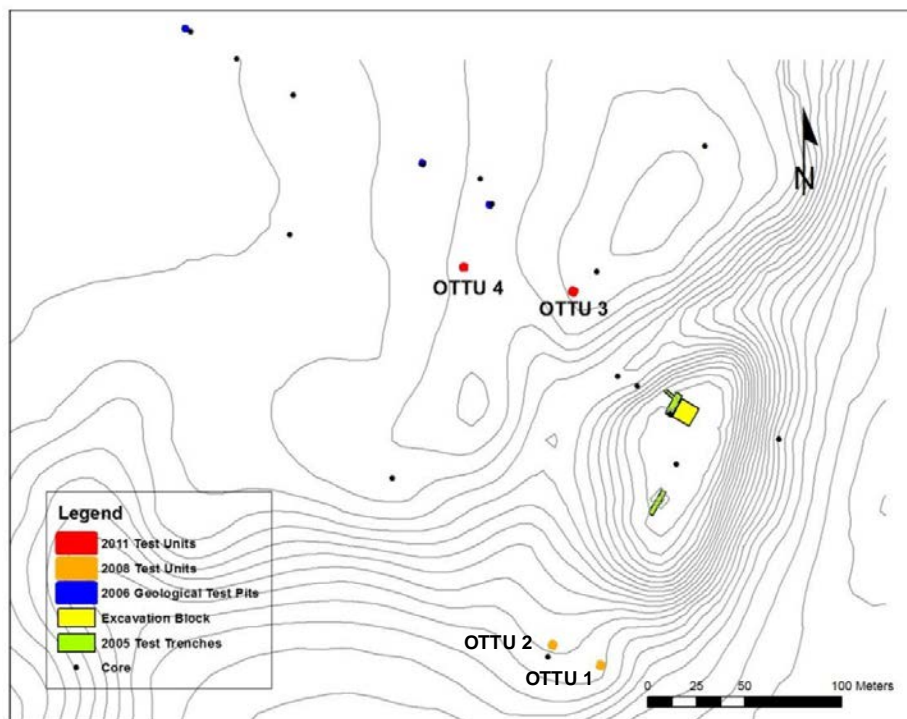 N
OTTU 4
OTTU 3
Legend
2011 Test Units
2008 Test Units
2006 Geological Test Pits
Excavation Block
2005 Test Trenches
Core
OTTU 2
OTTU 1
0 25 50 100 Meters